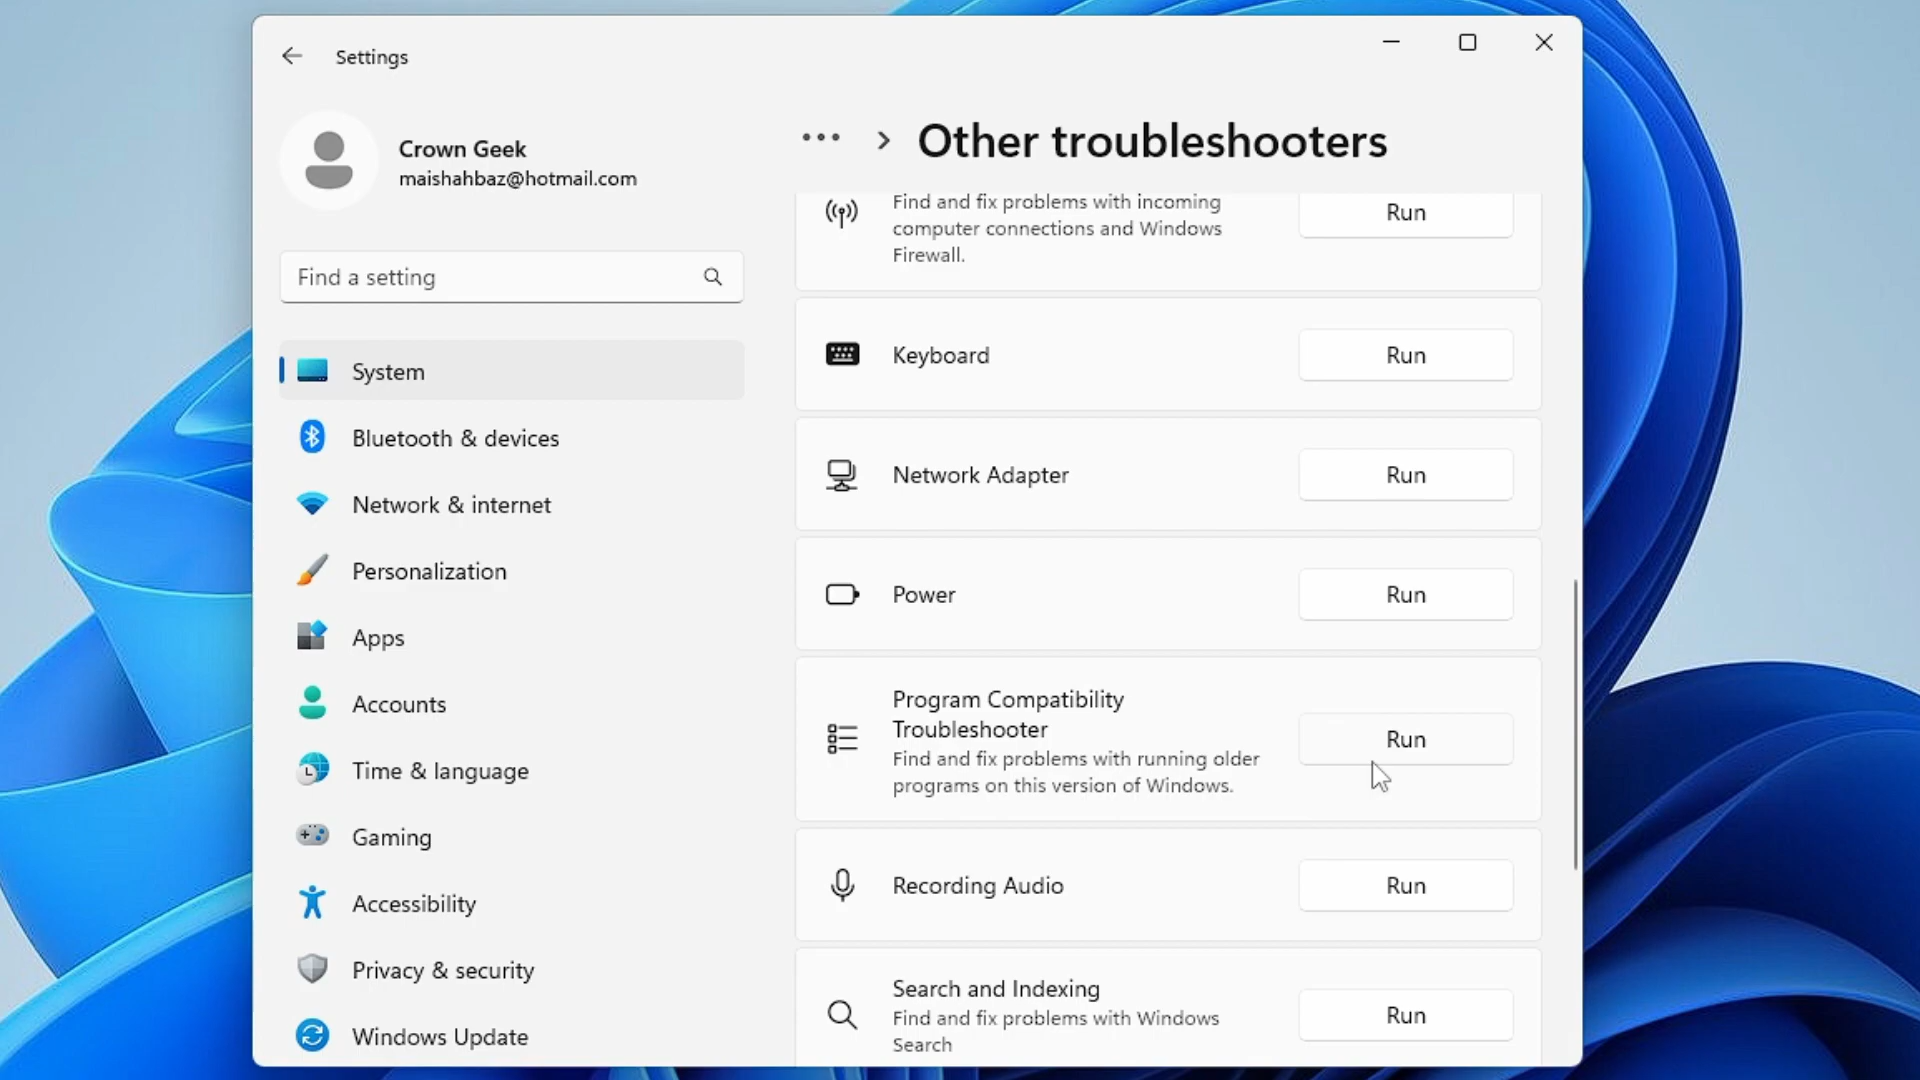 Settings
Crown Geek
maishahbaz@hotmail.com
Find a setting
System
Bluetooth & devices
Network & internet
Personalization
Apps
Accounts
Time & language
Gaming
Accessibility
Privacy & security
Windows Update
... > Other troubleshooters
Find and fix problems with incoming
computer connections and Windows
Firewall.
Run
Keyboard
Run
Network Adapter
Run
Power
Run
Program Compatibility
Troubleshooter
Find and fix problems with running older
programs on this version of Windows.
Run
Recording Audio
Run
Search and Indexing
Find and fix problems with Windows
Search
Run